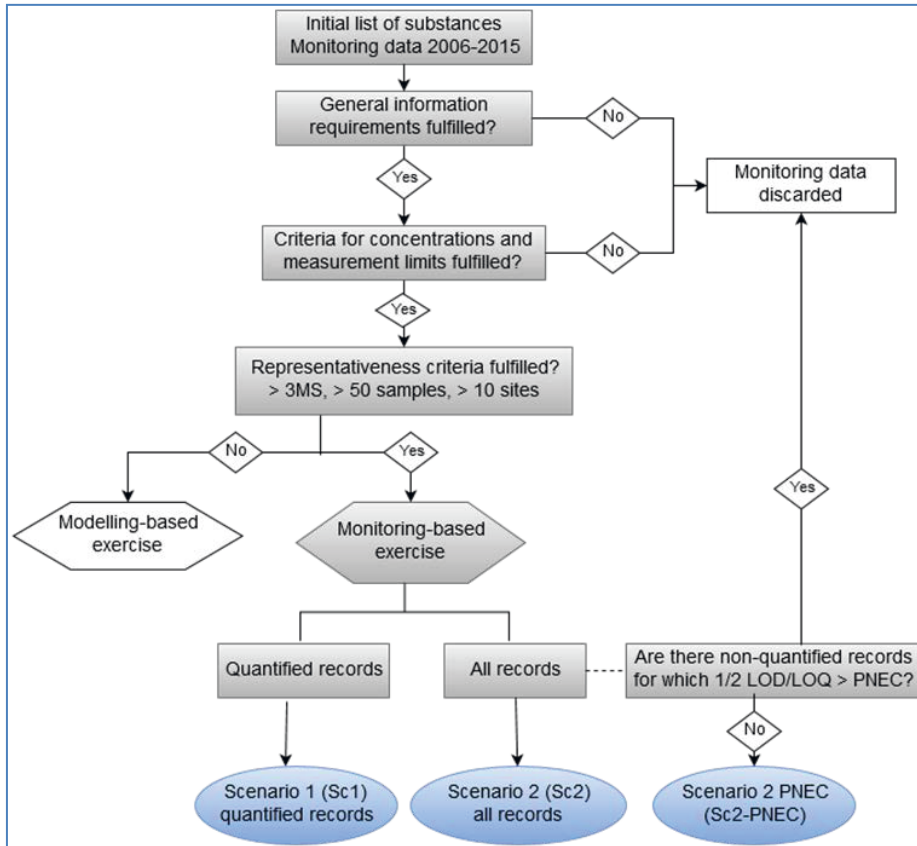 Initial list of substances
Monitoring data 2006-2015
General information
requirements fulfilled?
No
Yes
Monitoring data
discarded
Criteria for concentrations and
measurement limits fulfilled?
No
Yes
Representativeness criteria fulfilled?
> 3MS, > 50 samples, > 10 sites
No
Yes
Yes
Modelling-based
exercise
Monitoring-based
exercise
Quantified records
All records
Are there non-quantified records
for which 1/2 LOD/LOQ > PNEC?
No
Scenario 1 (Sc1)
quantified records
Scenario 2 (Sc2)
all records
Scenario 2 PNEC
(Sc2-PNEC)